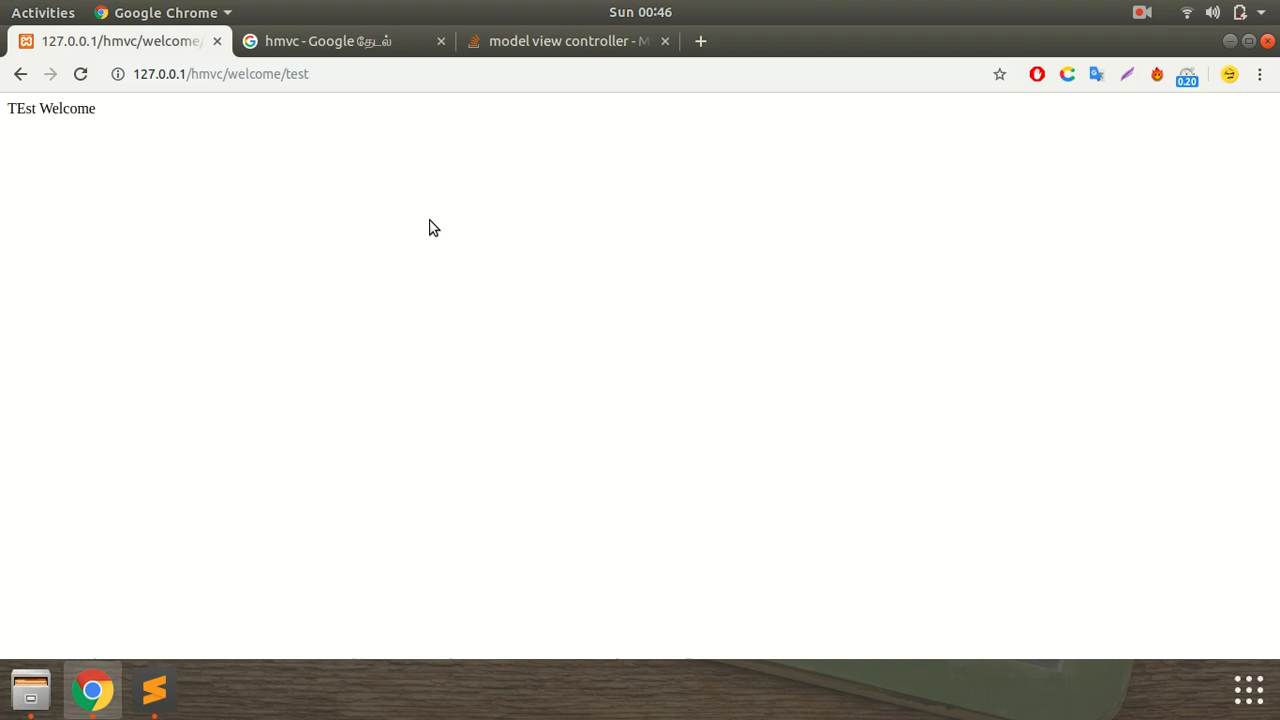 Activities Google Chrome Sun 00:46
127.0.0.1/hmvc/welcome/ hmvc - Google தேடல் model view controller - M
127.0.0.1/hmvc/welcome/test 0.20
TEst Welcome